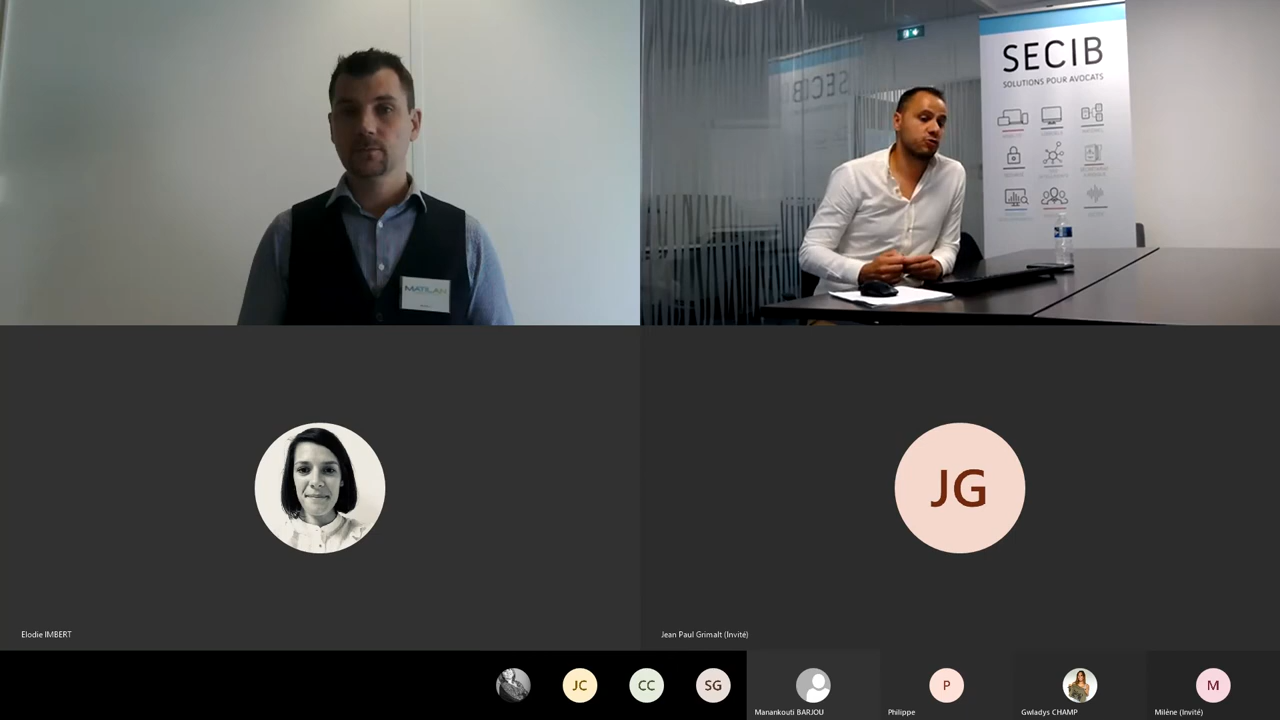 SECIB
SOLUTIONS POUR AVOCATS
MATILAN
JG
Elodie IMBERT
Jean Paul Grimalt (Invité)
JC
CC
SG
P
M
Manankouti BARJOU
Philippe
Gwladys CHAMP
Milène (Invité)